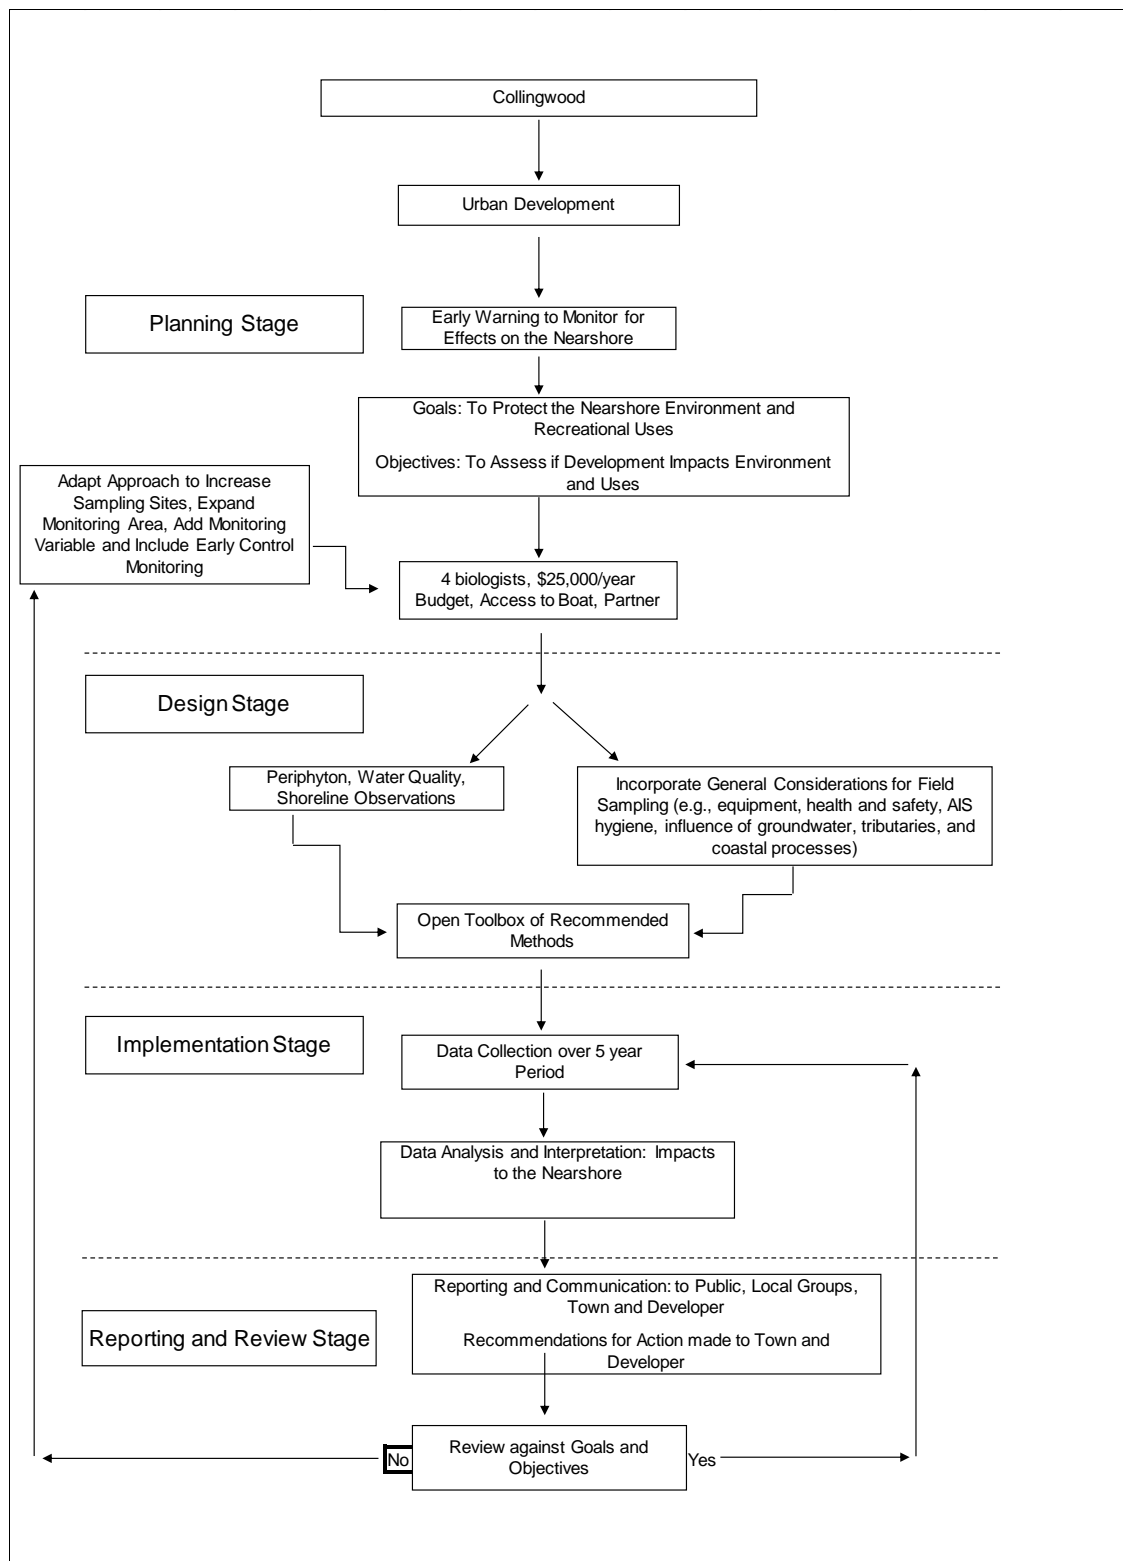 Collingwood
Urban Development
Planning Stage
Early Warning to Monitor for
Effects on the Nearshore
Goals: To Protect the Nearshore Environment and
Recreational Uses
Objectives: To Assess if Development Impacts Environment
and Uses
Adapt Approach to Increase
Sampling Sites, Expand
Monitoring Area, Add Monitoring
Variable and Include Early Control
Monitoring
4 biologists, $25,000/year
Budget, Access to Boat, Partner
Design Stage
Periphyton, Water Quality,
Shoreline Observations
Incorporate General Considerations for Field
Sampling (e.g., equipment, health and safety, AIS
hygiene, influence of groundwater, tributaries, and
coastal processes)
Open Toolbox of Recommended
Methods
Implementation Stage
Data Collection over 5 year
Period
Data Analysis and Interpretation: Impacts
to the Nearshore
Reporting and Communication: to Public, Local Groups,
Town and Developer
Recommendations for Action made to Town and
Developer
Reporting and Review Stage
Review against Goals and
Objectives
No
Yes